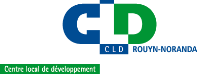 CLD
CLD ROUYN-NORANDA
Centre local de développement